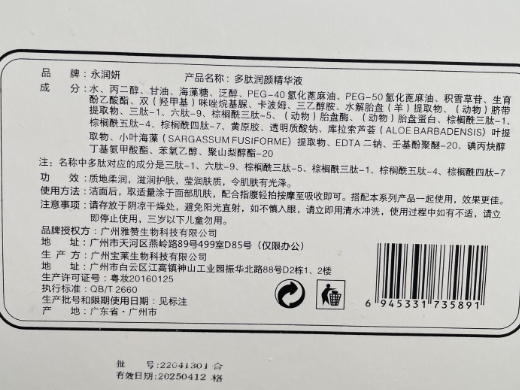 品　　牌：永润妍　　产品名称：多肽润颜精华液
成　　分：水、丙二醇、甘油、海藻糖、泛醇、PEG-40氢化蓖麻油、PEG-50氢化蓖麻油、积雪草苷、生育
酚乙酸酯、双（羟甲基）咪唑烷基脲、卡波姆、三乙醇胺、水解胎盘（羊）提取物、（动物）脐带
提取物、三肽-1、六肽-9、棕榈酰三肽-5、（动物）胎盘酶、（动物）胎盘蛋白、棕榈酰三肽-1、
棕榈酰五肽-4、棕榈酰四肽-7、黄原胶、透明质酸钠、库拉索芦荟（ALOE BARBADENSIS）叶提
取物、小叶海藻（SARGASSUM FUSIFORME）提取物、EDTA 二钠、壬基酚聚醚-20、碘丙炔醇
丁基氨甲酸酯、苯氧乙醇、聚山梨醇酯-20
注：名称中多肽对应的成分是三肽-1、六肽-9、棕榈酰三肽-5、棕榈酰三肽-1、棕榈酰五肽-4、棕榈酰四肽-7
功　　效：质地柔润，滋润护肤，莹润肤质，令肌肤有光泽。
使用方法：洁面后，取适量涂于面部肌肤，配合指腹轻拍按摩至吸收即可。搭配本系列产品一起使用，效果更佳。
注意事项：请存放于阴凉干燥处，避免阳光直射，如不慎入眼，请立即用清水冲洗，使用过程中如有不适，请立
即停止使用，三岁以下儿童勿用。
品牌授权方：广州雅赞生物科技有限公司
地　　址：广州市天河区燕岭路89号499室D85号（仅限办公）
生 产 方：广州宝莱生物科技有限公司
地　　址：广州市白云区江高镇神山工业园振华北路88号D2栋1、2楼
生产许可证号：粤妆20160125
执行标准：QB/T 2660
生产批号和限期使用日期：见标注
产　　地：广东省·广州市
6 945331 735891
批　　号:22041301 合
有效日期:20250412 格